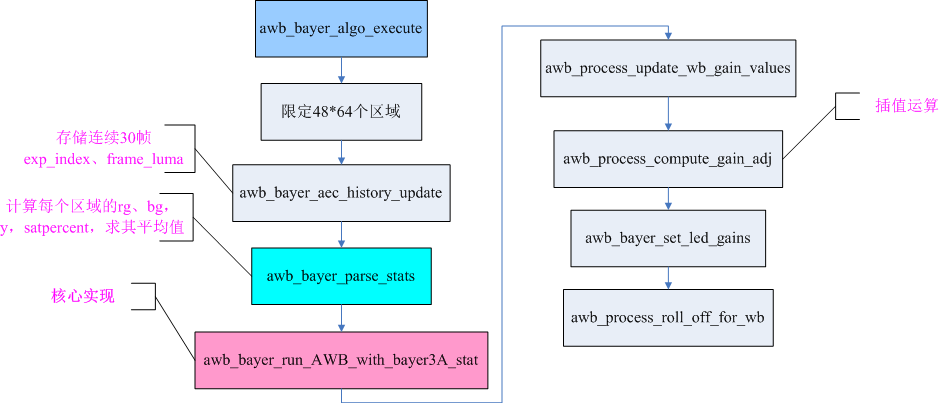 awb_bayer_algo_execute
限定48*64个区域
存储连续30帧
exp_index、frame_luma
awb_bayer_aec_history_update
计算每个区域的rg、bg，
y，satpercent，求其平均值
awb_bayer_parse_stats
核心实现
awb_bayer_run_AWB_with_bayer3A_stat
awb_process_update_wb_gain_values
插值运算
awb_process_compute_gain_adj
awb_bayer_set_led_gains
awb_process_roll_off_for_wb